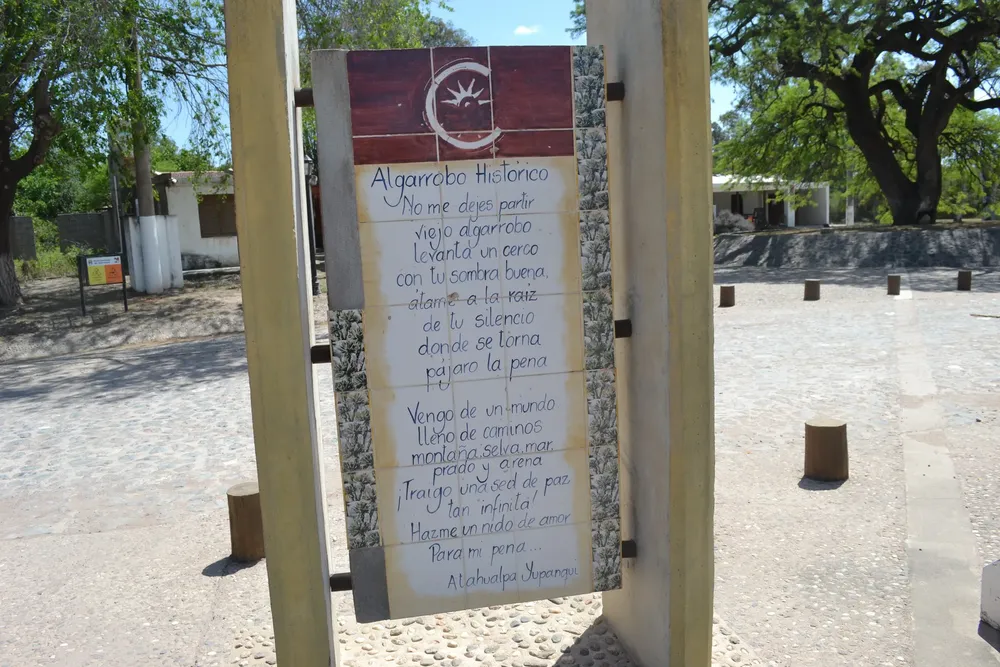 Algarrobo Histórico
No me dejes partir
viejo algarrobo
levanta un cerco
con tu sombra buena,
átame a la raiz
de tu silencio
donde se torna
pájaro la pena
Vengo de un mundo
lleno de caminos
montaña, selva, mar,
prado y arena
¡Traigo una sed de paz
tan infinita!
Hazme un nido de amor
Para mi pena...
Atahualpa Yupanqui